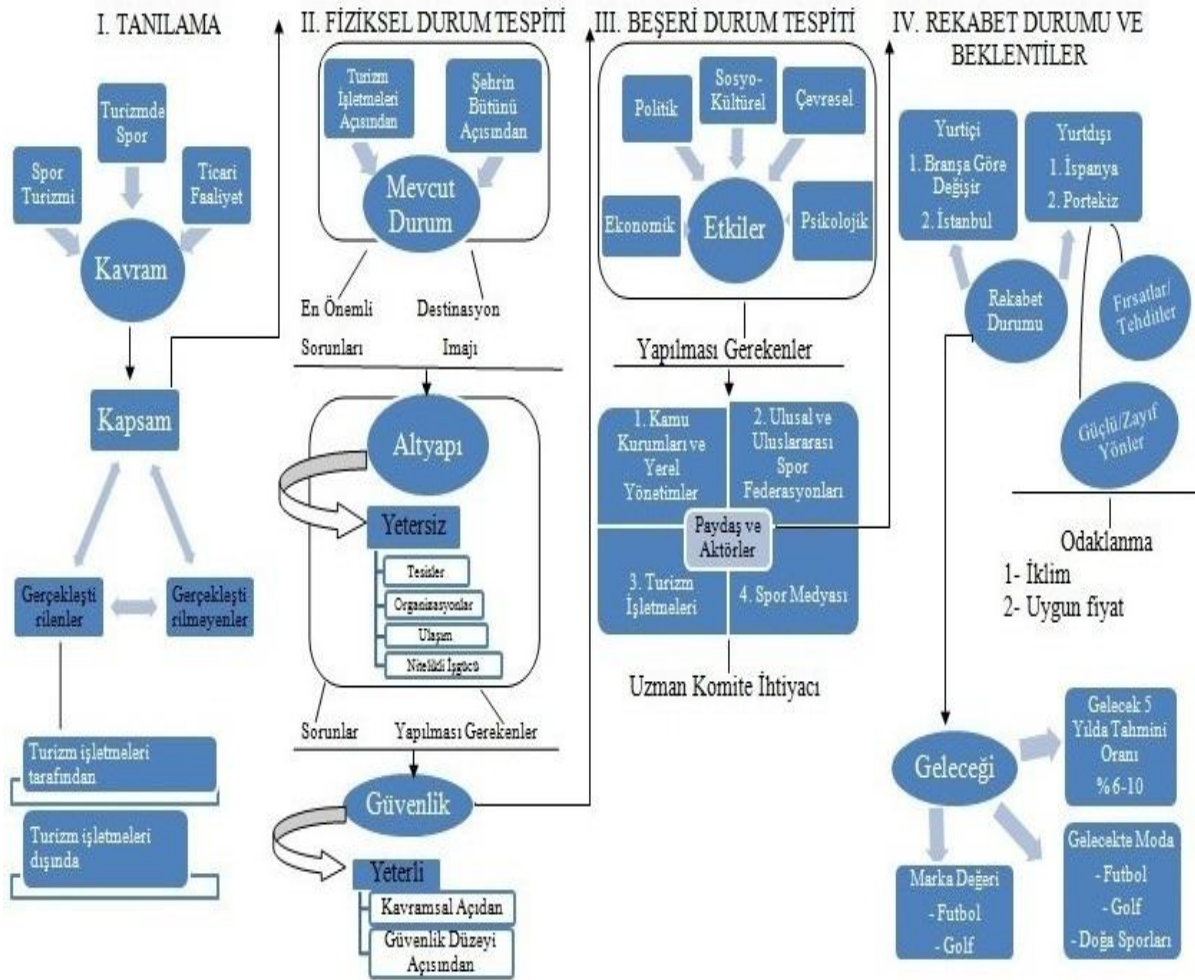 I. TANILAMA
Turizmde
Spor
Spor
Turizmi
Ticari
Faaliyet
Kavram
Kapsam
Gerçekleşti
rilenler
Gerçekleşti
rilmeyenler
Turizm işletmeleri
tarafından
Turizm işletmeleri
dışında
II. FİZİKSEL DURUM TESPİTİ
Turizm
İşletmeleri
Açısından
Şehrin
Bütünü
Açısından
Mevcut
Durum
En Önemli
Sorunları
Destinasyon
İmajı
Altyapı
Yetersiz
Tesisler
Organizasyonlar
Ulaşım
Nitelikli İşgücü
Sorunlar
Yapılması Gerekenler
Güvenlik
Yeterli
Kavramsal Açıdan
Güvenlik Düzeyi
Açısından
III. BEŞERİ DURUM TESPİTİ
Politik
Sosyo-
Kültürel
Çevresel
Ekonomik
Etkiler
Psikolojik
Yapılması Gerekenler
1. Kamu
Kurumları ve
Yerel
Yönetimler
2. Ulusal ve
Uluslararası
Spor
Federasyonları
Paydaş ve
Aktörler
3. Turizm
İşletmeleri
4. Spor Medyası
Uzman Komite İhtiyacı
IV. REKABET DURUMU VE
BEKLENTİLER
Yurtiçi
1. Branşa Göre
Değişir
2. İstanbul
Yurtdışı
1. İspanya
2. Portekiz
Rekabet
Durumu
Fırsatlar/
Tehditler
Güçlü/Zayıf
Yönler
Odaklanma
1- İklim
2- Uygun fiyat
Geleceği
Gelecek 5
Yılda Tahmini
Oranı
%6-10
Marka Değeri
- Futbol
- Golf
Gelecekte Moda
- Futbol
- Golf
- Doğa Sporları